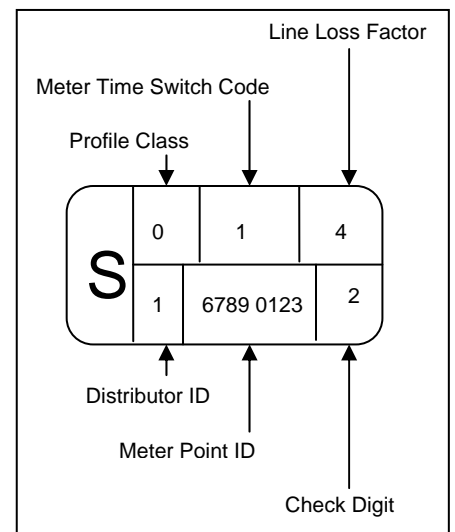 Line Loss Factor
Meter Time Switch Code
Profile Class
S
0 1 4
1 6789 0123 2
Distributor ID
Meter Point ID
Check Digit